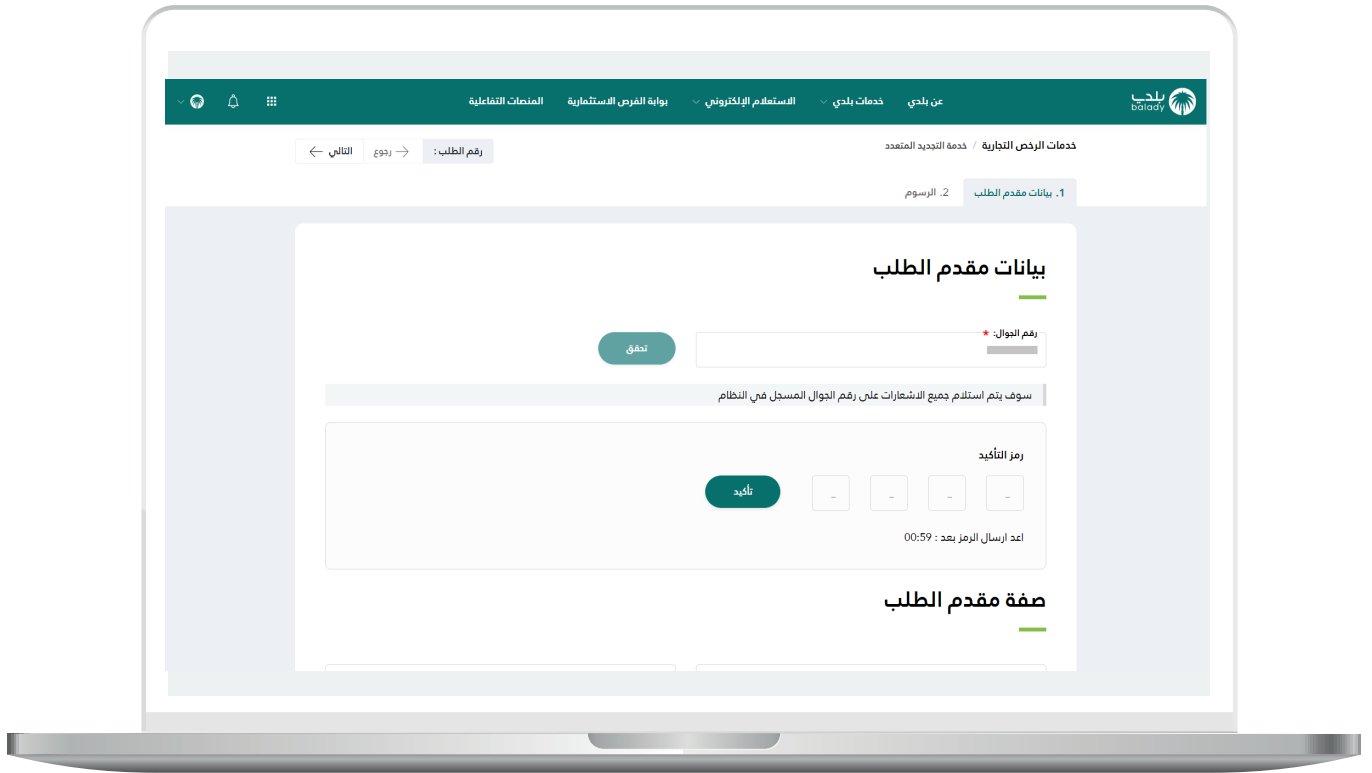 بلدي
balady
عن بلدي
خدمات بلدي
الاستعلام الإلكتروني
بوابة الفرص الاستثمارية
المنصات التفاعلية
خدمات الرخص التجارية / خدمة التجديد المتعدد
رقم الطلب :
رجوع
التالي
1. بيانات مقدم الطلب
2. الرسوم
بيانات مقدم الطلب
رقم الجوال: *
تحقق
سوف يتم استلام جميع الاشعارات على رقم الجوال المسجل في النظام
رمز التأكيد
_ _ _ _
تأكيد
اعد ارسال الرمز بعد : 00:59
صفة مقدم الطلب